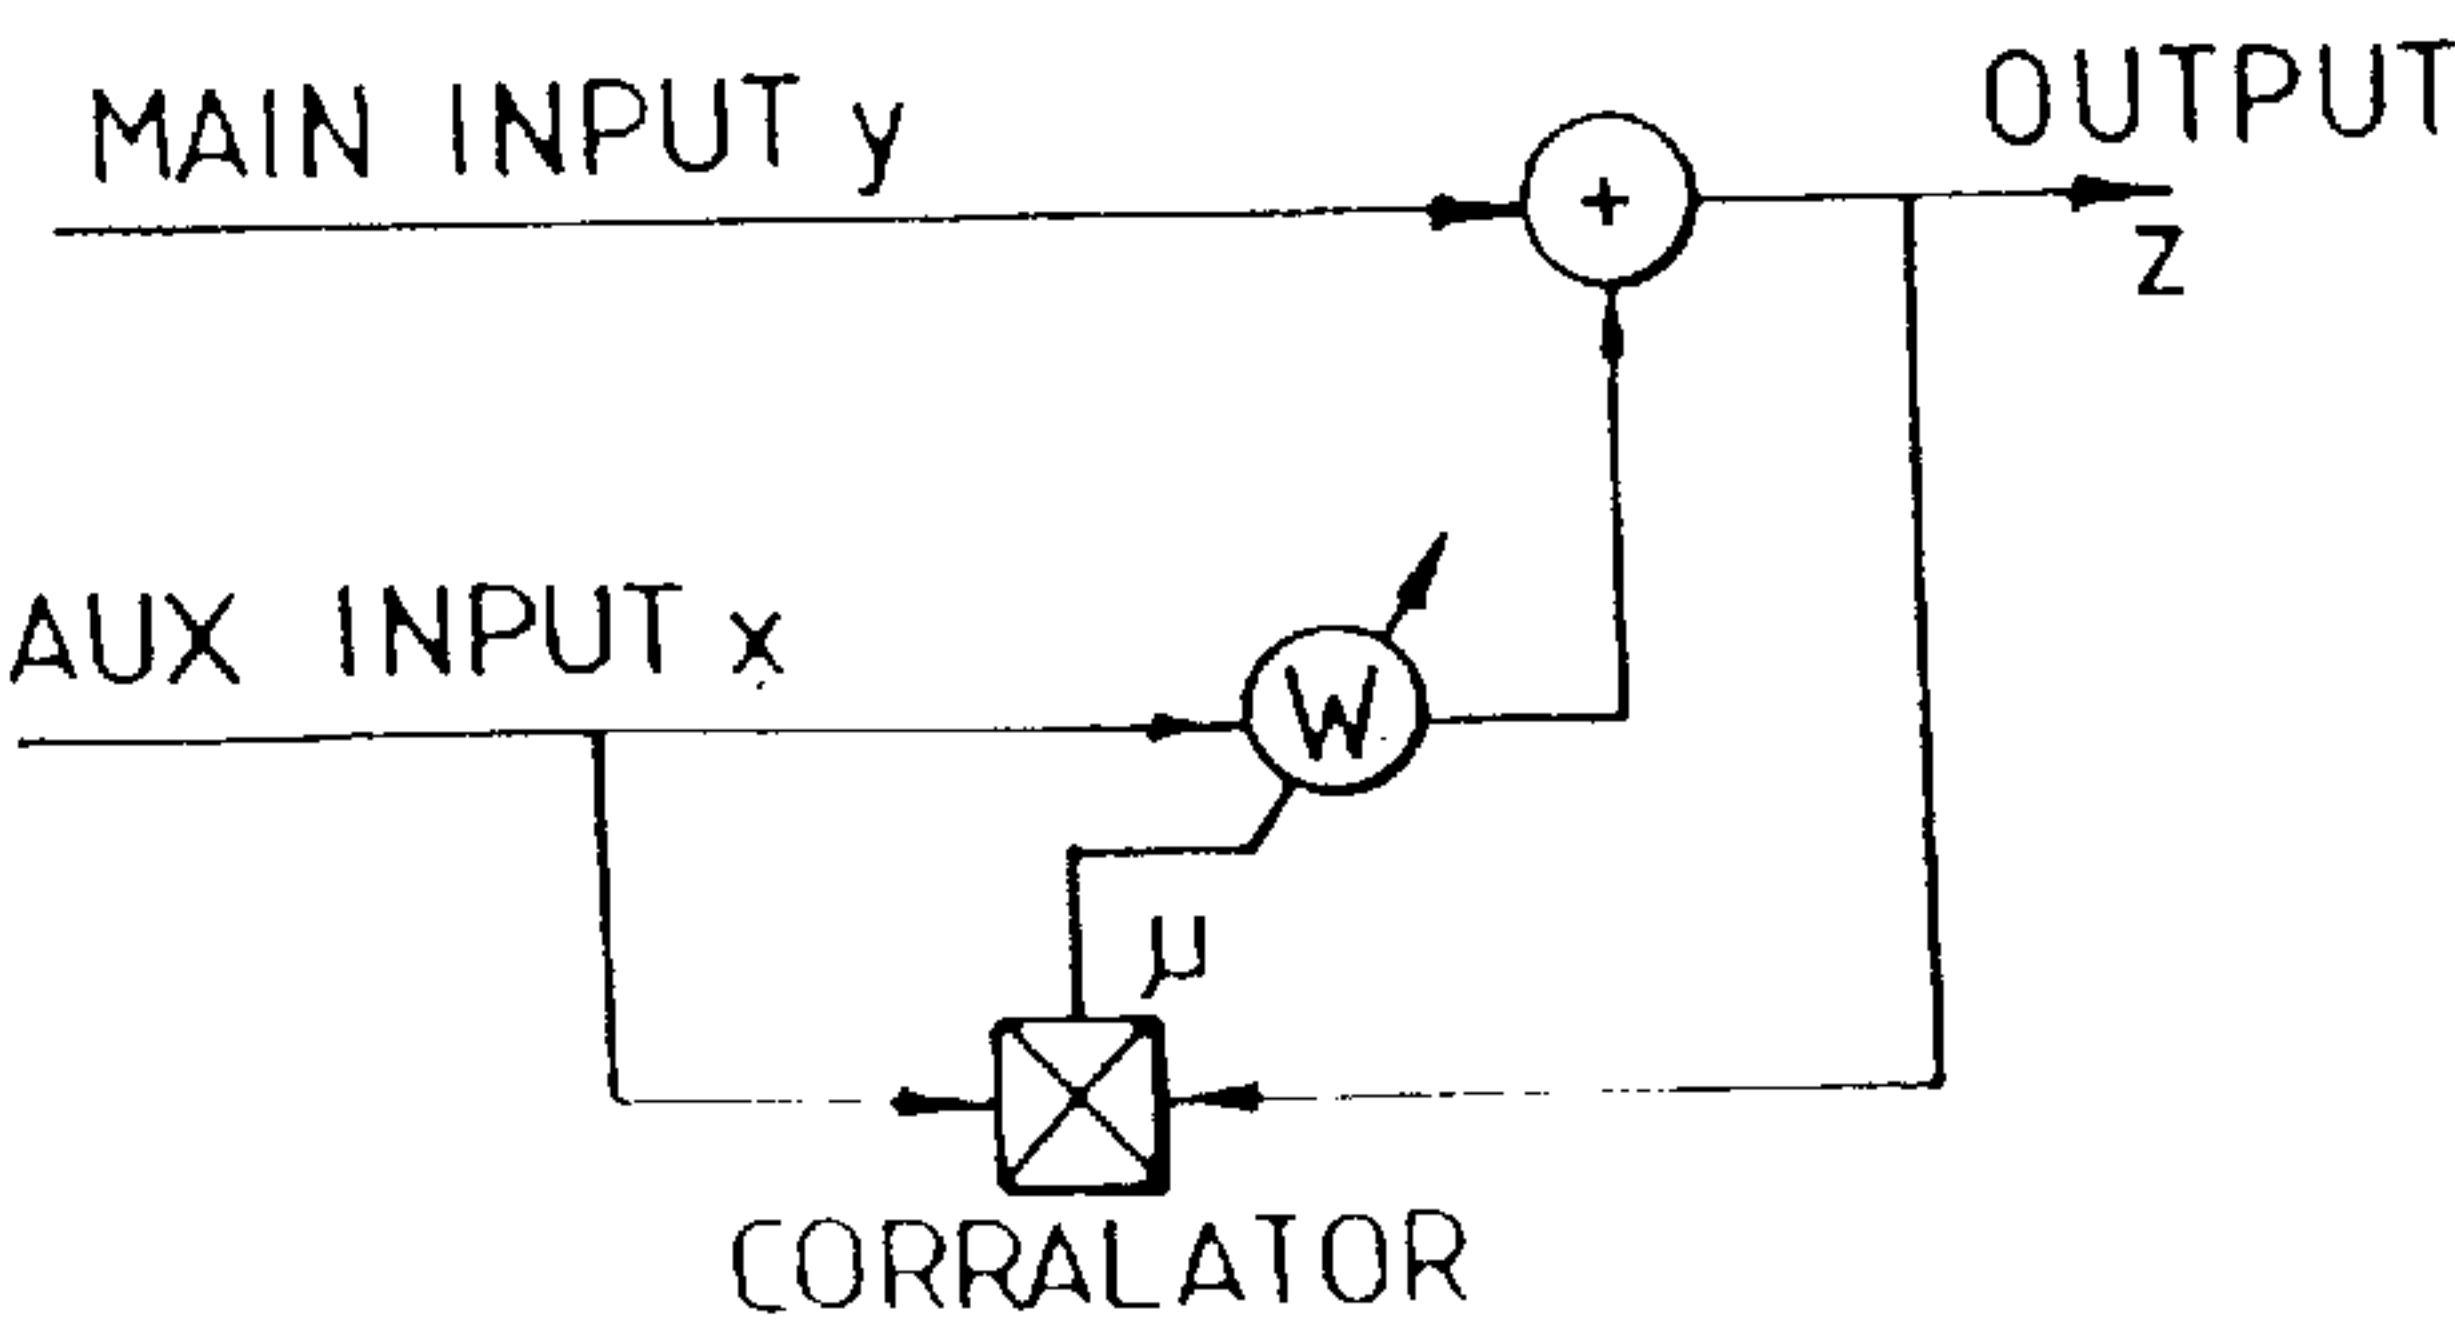 MAIN INPUT y
OUTPUT
+
Z
AUX INPUT x
W
μ
CORRALATOR